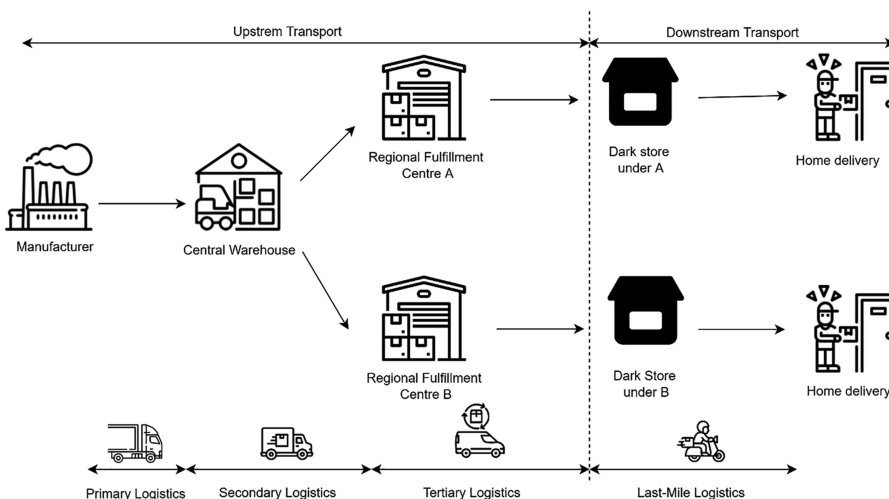 Upstrem Transport
Downstream Transport
Regional Fulfillment
Centre A
Dark store
under A
Home delivery
Manufacturer
Central Warehouse
Regional Fulfillment
Centre B
Dark Store
under B
Home delivery
Primary Logistics
Secondary Logistics
Tertiary Logistics
Last-Mile Logistics